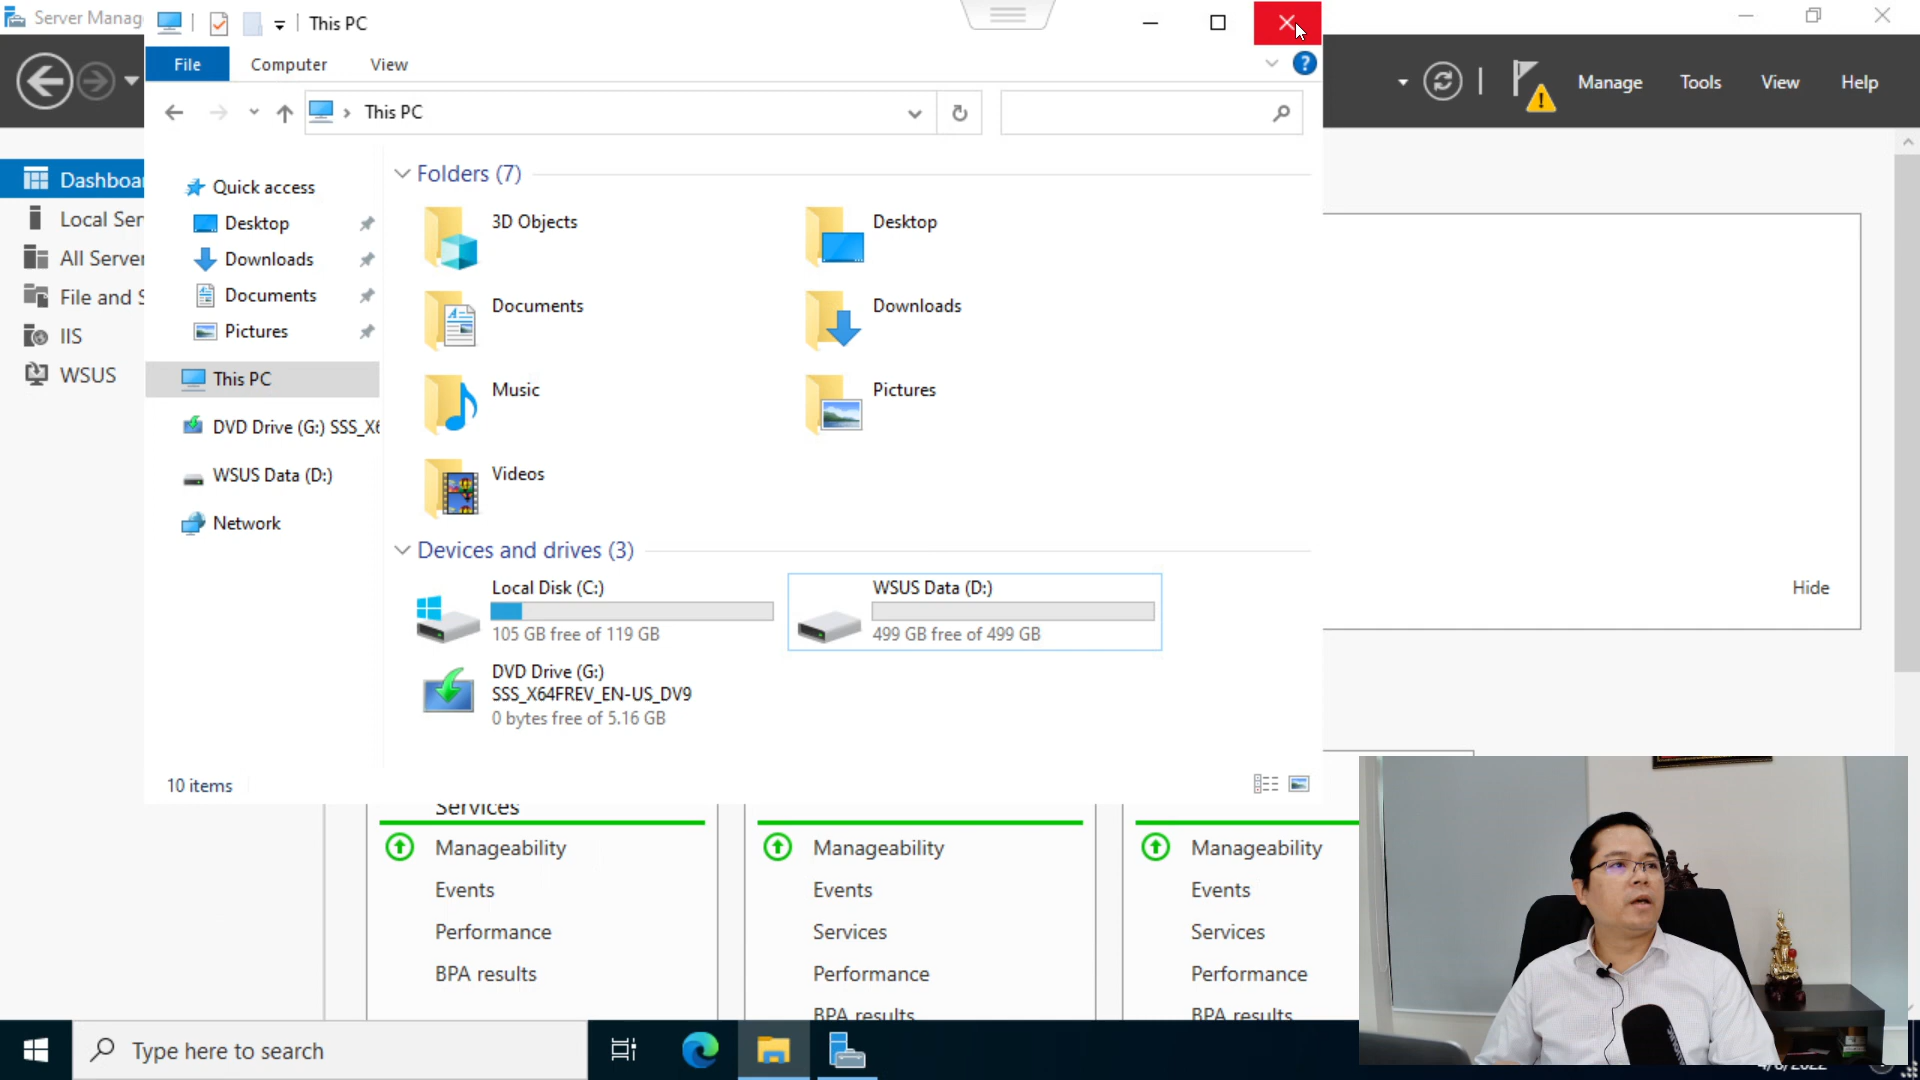 Server Manag
This PC
File
Computer
View
Manage
Tools
View
Help
This PC
Dashboa
Local Ser
All Server
File and S
IIS
WSUS
Quick access
Desktop
Downloads
Documents
Pictures
This PC
DVD Drive (G:) SSS_X6
WSUS Data (D:)
Network
Folders (7)
3D Objects
Desktop
Documents
Downloads
Music
Pictures
Videos
Devices and drives (3)
Local Disk (C:)
105 GB free of 119 GB
WSUS Data (D:)
499 GB free of 499 GB
DVD Drive (G:)
SSS_X64FREV_EN-US_DV9
0 bytes free of 5.16 GB
Hide
10 items
Services
Manageability
Events
Performance
BPA results
Manageability
Events
Services
Performance
BPA results
Manageability
Events
Services
Performance
BPA results
Type here to search